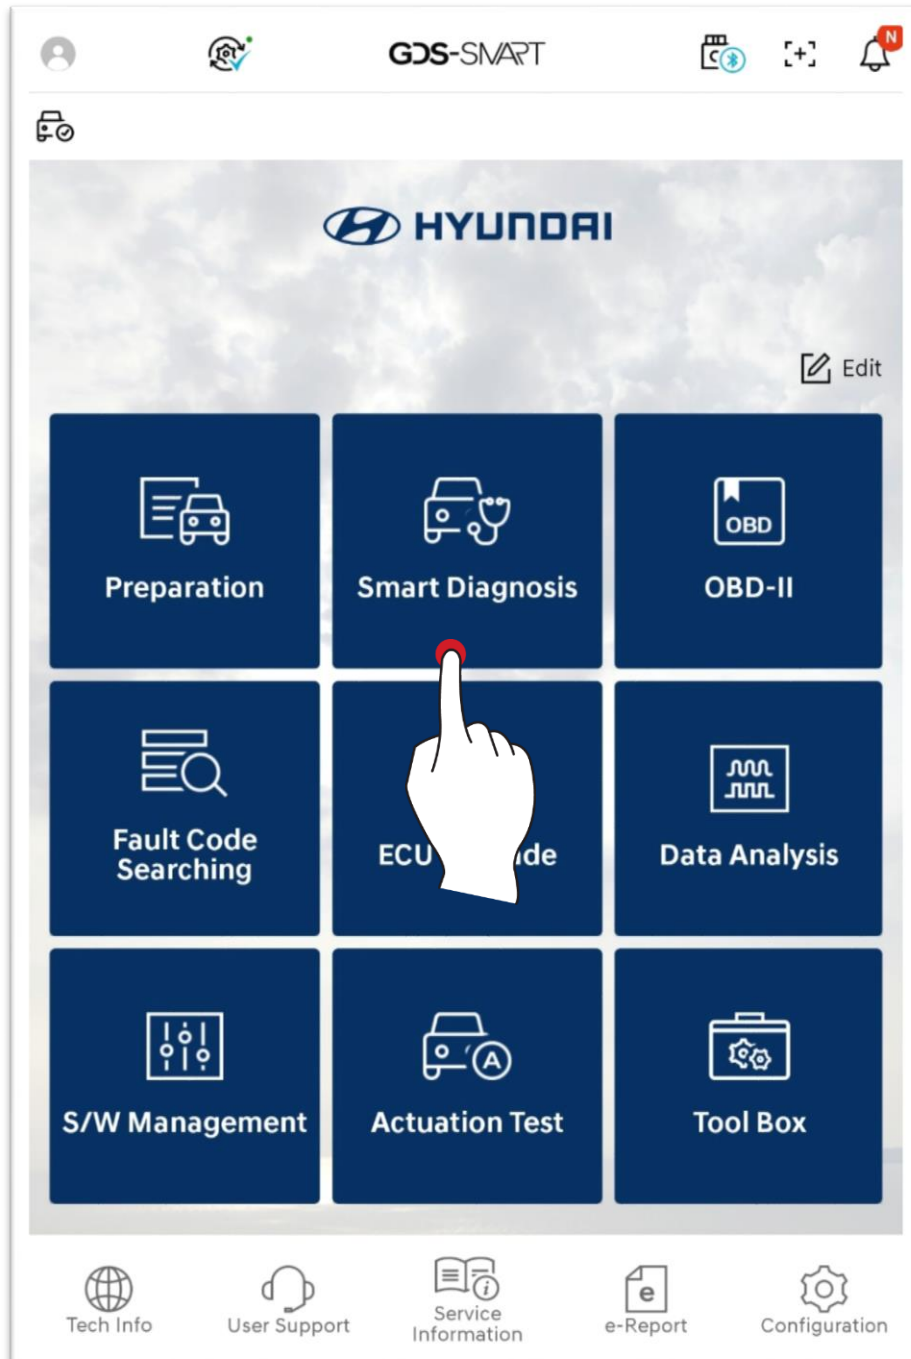 GDS-SMART
N
HYUNDAI
Edit
OBD
Preparation
Smart Diagnosis
OBD-II
Fault Code
Searching
ECU
Data Analysis
A
S/W Management
Actuation Test
Tool Box
i
e
Tech Info
User Support
Service
Information
e-Report
Configuration